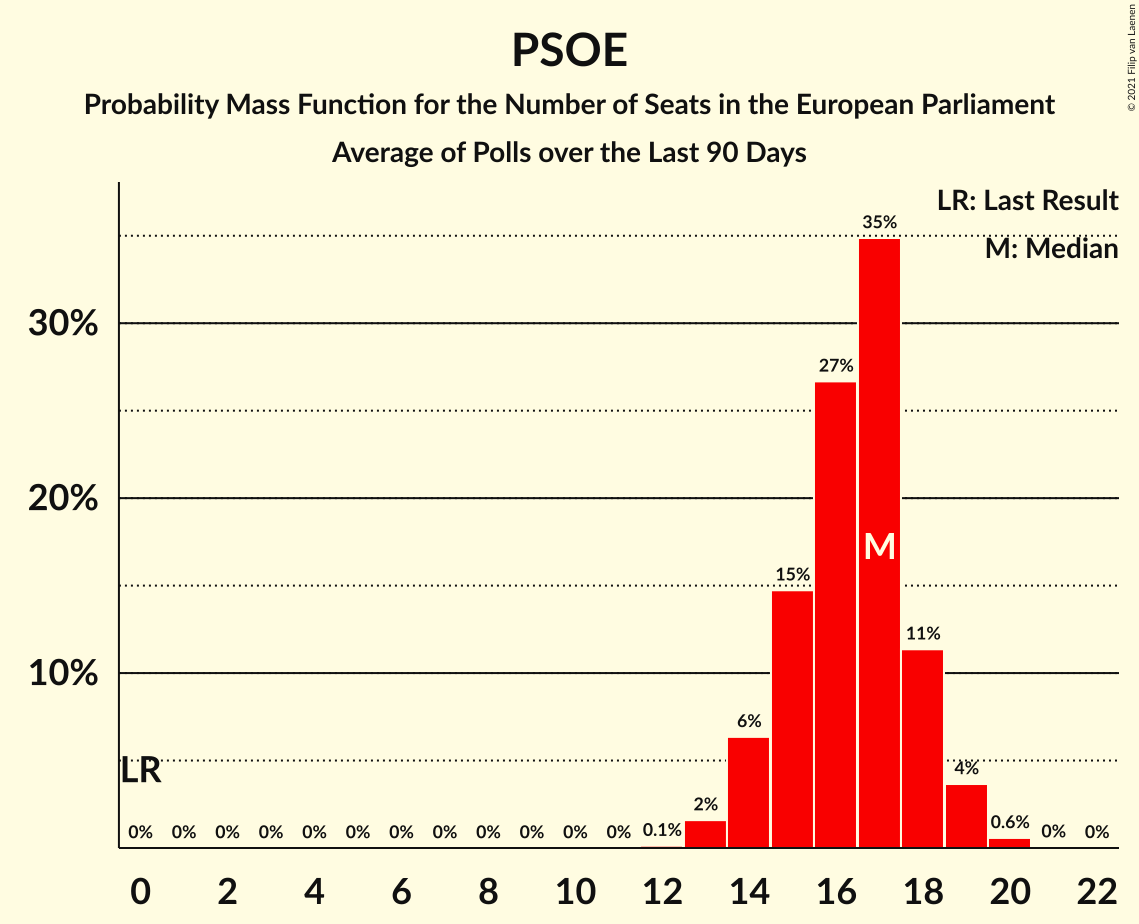 © 2021 Filip van Laenen
PSOE
Probability Mass Function for the Number of Seats in the European Parliament
Average of Polls over the Last 90 Days
LR: Last Result
M: Median
30%
20%
10%
LR
M
0% 0% 0% 0% 0% 0% 0% 0% 0% 0% 0% 0% 0.1% 2% 6% 15% 27% 35% 11% 4% 0.6% 0% 0%
0 2 4 6 8 10 12 14 16 18 20 22